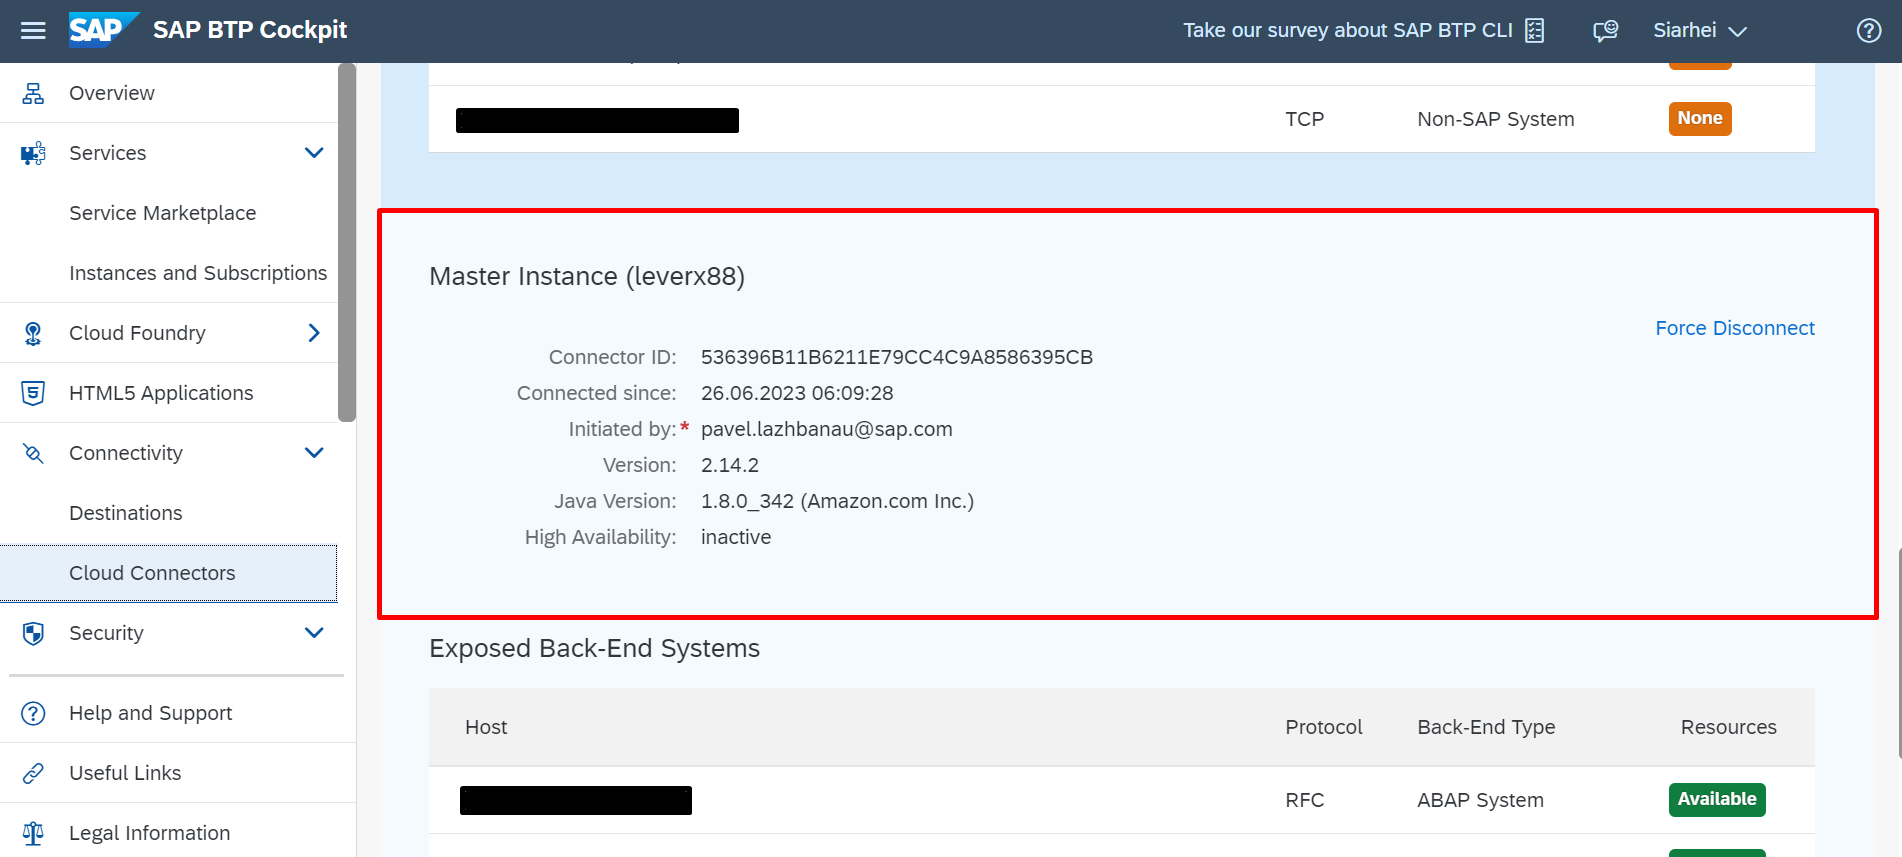 SAP SAP BTP Cockpit Take our survey about SAP BTP CLI Siarhei
Overview
Services
Service Marketplace
Instances and Subscriptions
Cloud Foundry
HTML5 Applications
Connectivity
Destinations
Cloud Connectors
Security
Help and Support
Useful Links
Legal Information
TCP Non-SAP System None
Master Instance (leverx88)
Force Disconnect
Connector ID: 536396B11B6211E79CC4C9A8586395CB
Connected since: 26.06.2023 06:09:28
Initiated by:* pavel.lazhbanau@sap.com
Version: 2.14.2
Java Version: 1.8.0_342 (Amazon.com Inc.)
High Availability: inactive
Exposed Back-End Systems
Host Protocol Back-End Type Resources
RFC ABAP System Available